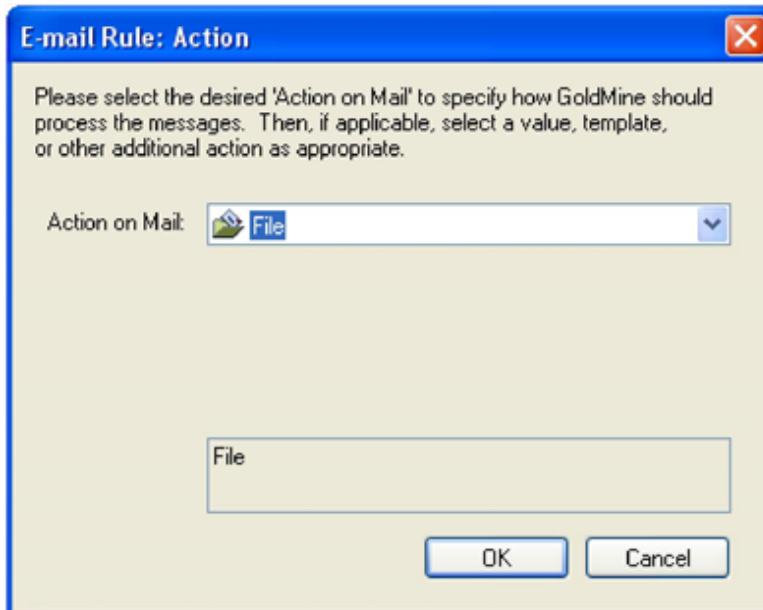 E-mail Rule: Action
Please select the desired 'Action on Mail' to specify how GoldMine should
process the messages. Then, if applicable, select a value, template,
or other additional action as appropriate.
Action on Mail: File
File
OK Cancel